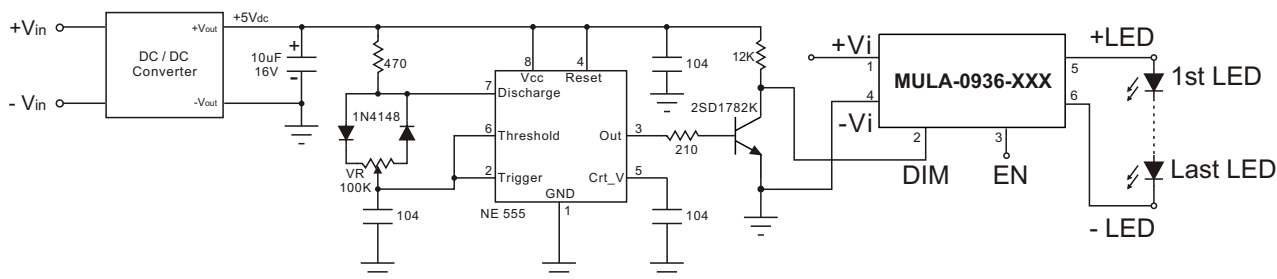 +Vin
- Vin
DC / DC
Converter
+Vout
-Vout
+5Vdc
+
10uF
16V
-
470
1N4148
VR
100K
104
8
Vcc
4
Reset
7
Discharge
6
Threshold
2
Trigger
Out
3
Crt_V
5
GND
1
NE 555
104
210
104
12K
2SD1782K
+Vi
1
4
-Vi
MULA-0936-XXX
2
DIM
3
EN
5
+LED
6
- LED
1st LED
Last LED